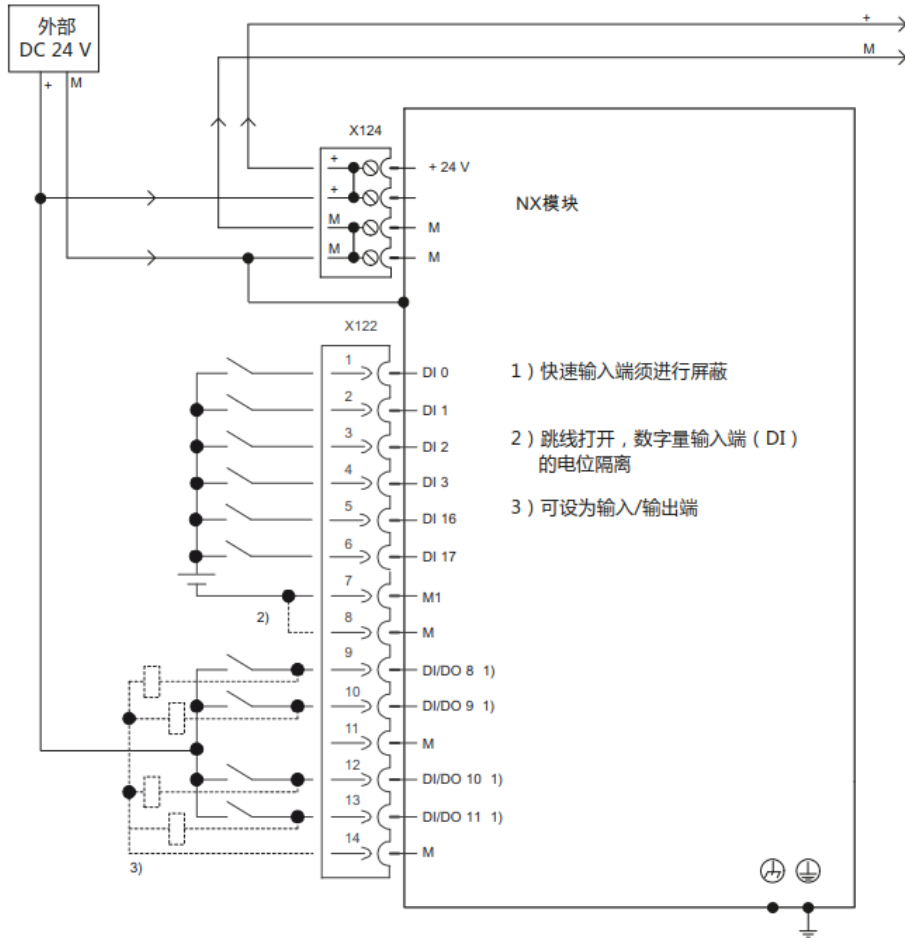 外部
DC 24 V
+ M
+
M
X124
+ + 24 V
+
M M
M M
NX模块
X122
1 DI 0
2 DI 1
3 DI 2
4 DI 3
5 DI 16
6 DI 17
7 M1
2) 8 M
9 DI/DO 8 1)
10 DI/DO 9 1)
11 M
12 DI/DO 10 1)
13 DI/DO 11 1)
14 M
3)
1）快速输入端须进行屏蔽
2）跳线打开，数字量输入端（DI）
的电位隔离
3）可设为输入/输出端